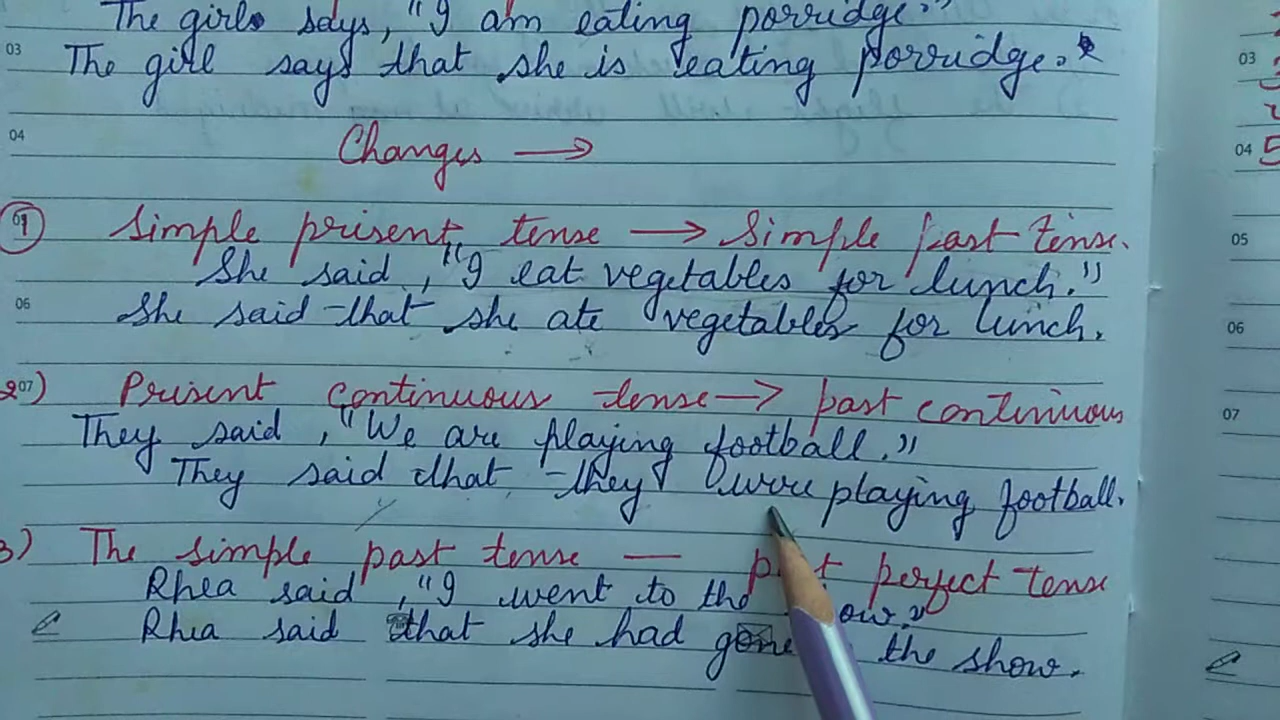 The girl says, "I am eating porridge."
03
The girl says that she is eating porridge.
04
Changes →
1 Simple present tense → Simple past tense.
She said, "I eat vegetables for lunch."
06
She said that she ate vegetables for lunch.
2) Present continuous tense → past continuous
07
They said, "We are playing football."
They said that they were playing football.
3) The simple past tense — perfect tense
Rhea said, "I went to the
Rhea said that she had gone the show.
03
04 5
05
06
07